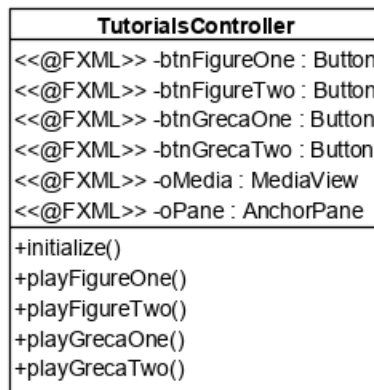 TutorialsController
<<@FXML>> -btnFigureOne : Button
<<@FXML>> -btnFigureTwo : Button
<<@FXML>> -btnGrecaOne : Button
<<@FXML>> -btnGrecaTwo : Button
<<@FXML>> -oMedia : MediaView
<<@FXML>> -oPane : AnchorPane
+initialize()
+playFigureOne()
+playFigureTwo()
+playGrecaOne()
+playGrecaTwo()